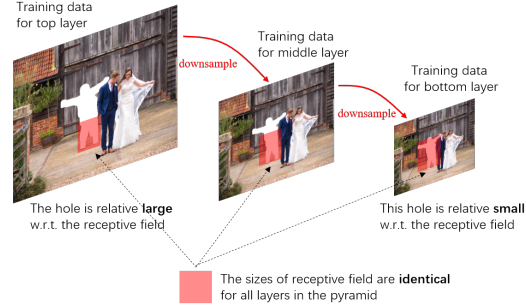 Training data
for top layer
Training data
for middle layer
Training data
for bottom layer
downsample
downsample
The hole is relative large
w.r.t. the receptive field
This hole is relative small
w.r.t. the receptive field
The sizes of receptive field are identical
for all layers in the pyramid